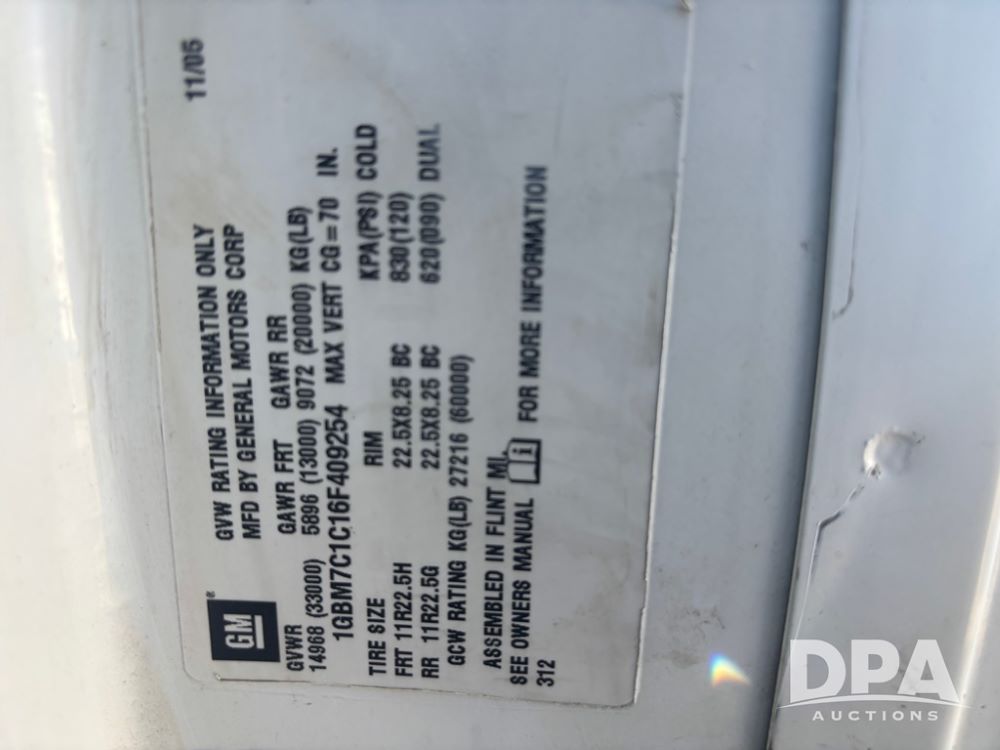 GM
11/05
GVW RATING INFORMATION ONLY
MFD BY GENERAL MOTORS CORP
GVWR GAWR FRT GAWR RR
14968 (33000) 5896 (13000) 9072 (20000) KG(LB)
1GBM7C1C16F409254 MAX VERT CG=70 IN.
TIRE SIZE RIM KPA(PSI) COLD
FRT 11R22.5H 22.5X8.25 BC 830(120)
RR 11R22.5G 22.5X8.25 BC 620(090) DUAL
GCW RATING KG(LB) 27216 (60000)
ASSEMBLED IN FLINT MI.
SEE OWNERS MANUAL i FOR MORE INFORMATION
312
DPA
AUCTIONS